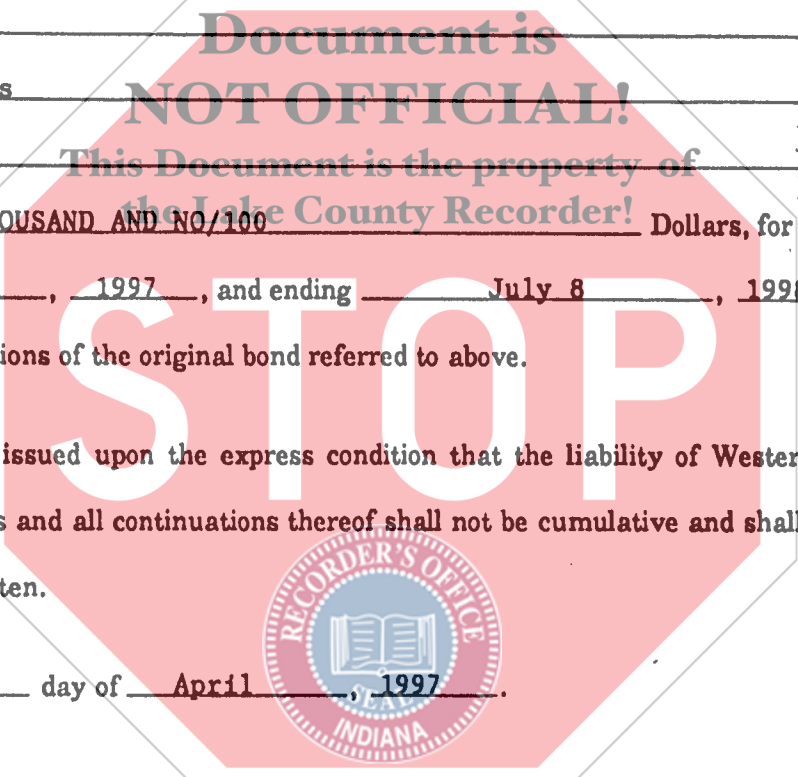 Document is
s
NOT OFFICIAL!
This Document is the property of
the Lake County Recorder!
OUSAND AND NO/100 Dollars, for
, 1997 , and ending July 8 , 199
STOP
ions of the original bond referred to above.
issued upon the express condition that the liability of Wester
s and all continuations thereof shall not be cumulative and shall
ten.
RECORDER'S OFFICE
SEAL
INDIANA
day of April , 1997 .